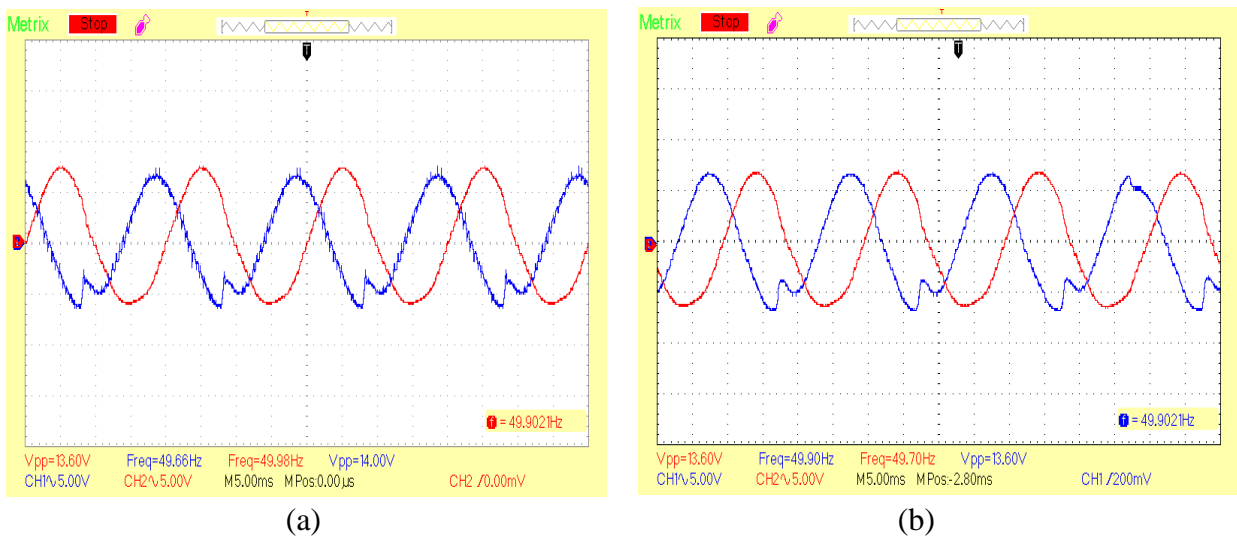 Metrix Stop
T
T
1
f = 49.9021Hz
Vpp=13.60V Freq=49.66Hz Freq=49.98Hz Vpp=14.00V
CH1∿5.00V CH2∿5.00V M5.00ms MPos:0.00μs CH2 ∕0.00mV
(a)
Metrix Stop
T
T
f = 49.9021Hz
Vpp=13.60V Freq=49.90Hz Freq=49.70Hz Vpp=13.60V
CH1∿5.00V CH2∿5.00V M5.00ms MPos:-2.80ms CH1 ∕200mV
(b)